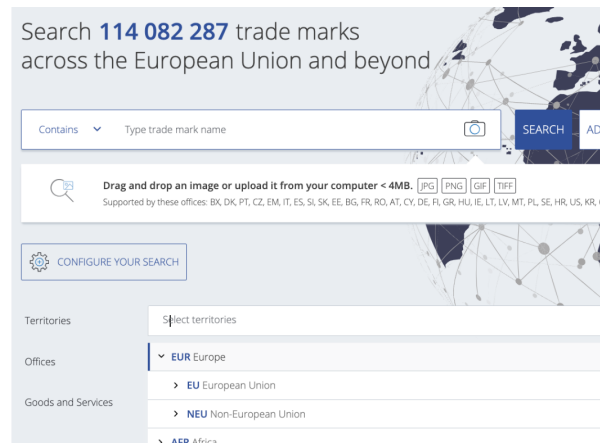 Search 114 082 287 trade marks
across the European Union and beyond
Contains Type trade mark name SEARCH AD
Drag and drop an image or upload it from your computer < 4MB. JPG PNG GIF TIFF
Supported by these offices: BX, DK, PT, CZ, EM, IT, ES, SI, SK, EE, BG, FR, RO, AT, CY, DE, FI, GR, HU, IE, LT, LV, MT, PL, SE, HR, US, KR,
CONFIGURE YOUR SEARCH
Territories Select territories
EUR Europe
Offices
EU European Union
Goods and Services
NEU Non-European Union
AFR Africa